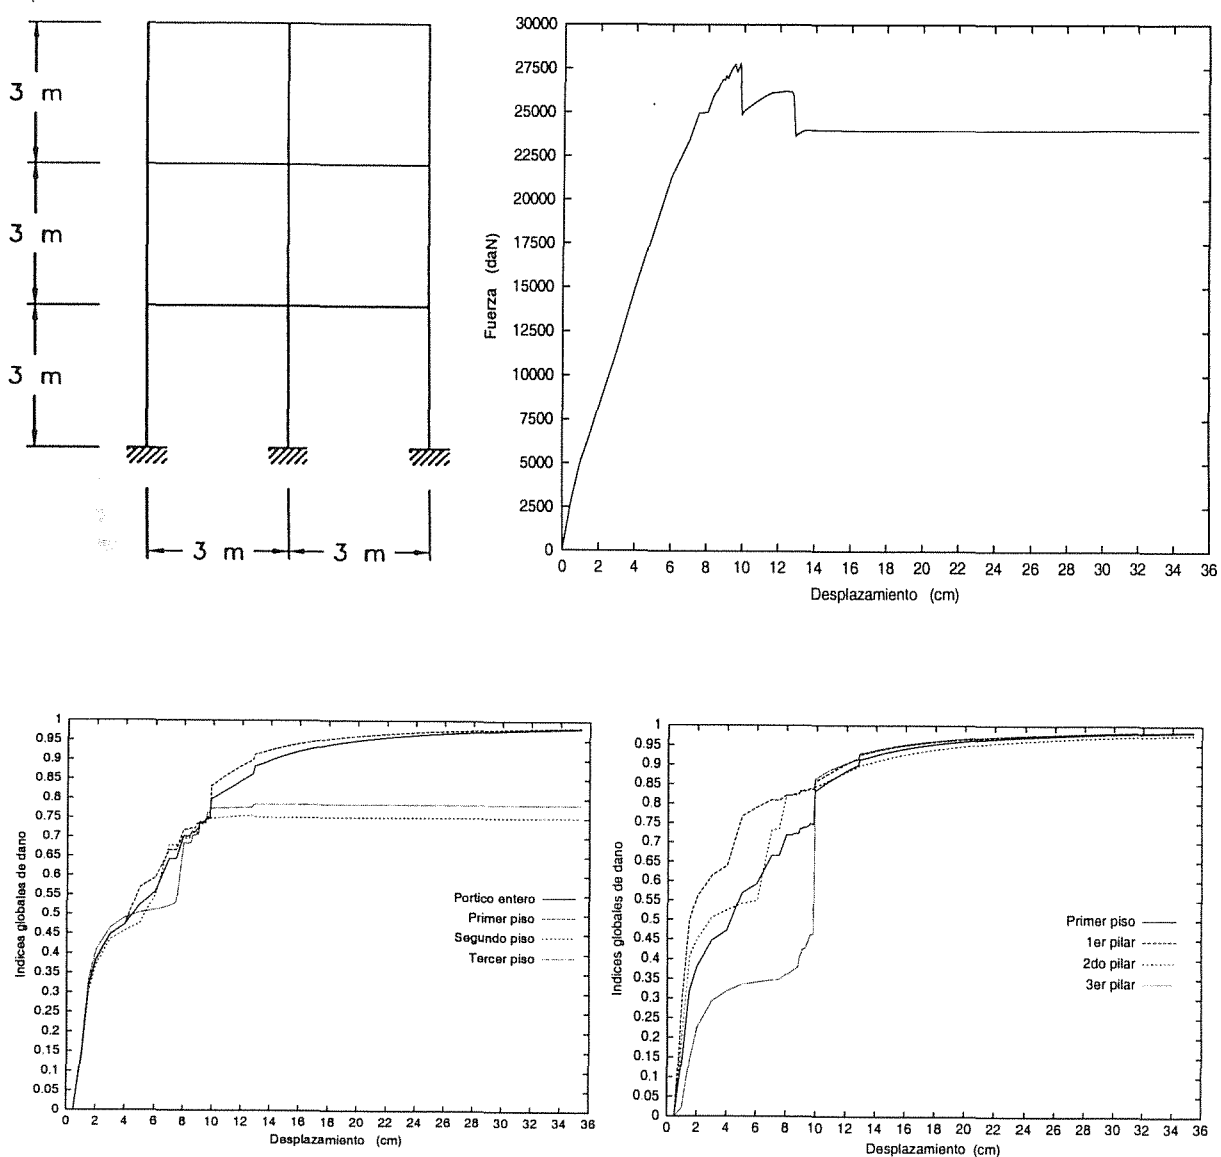 3 m
3 m
3 m
3 m
3 m
30000
27500
25000
22500
20000
17500
15000
12500
10000
7500
5000
2500
0
Fuerza (daN)
0 2 4 6 8 10 12 14 16 18 20 22 24 26 28 30 32 34 36
Desplazamiento (cm)
1
0.95
0.9
0.85
0.8
0.75
0.7
0.65
0.6
0.55
0.5
0.45
0.4
0.35
0.3
0.25
0.2
0.15
0.1
0.05
0
Indices globales de dano
Portico entero
Primer piso
Segundo piso
Tercer piso
0 2 4 6 8 10 12 14 16 18 20 22 24 26 28 30 32 34 36
Desplazamiento (cm)
1
0.95
0.9
0.85
0.8
0.75
0.7
0.65
0.6
0.55
0.5
0.45
0.4
0.35
0.3
0.25
0.2
0.15
0.1
0.05
0
Indices globales de dano
Primer piso
1er pilar
2do pilar
3er pilar
0 2 4 6 8 10 12 14 16 18 20 22 24 26 28 30 32 34 36
Desplazamiento (cm)